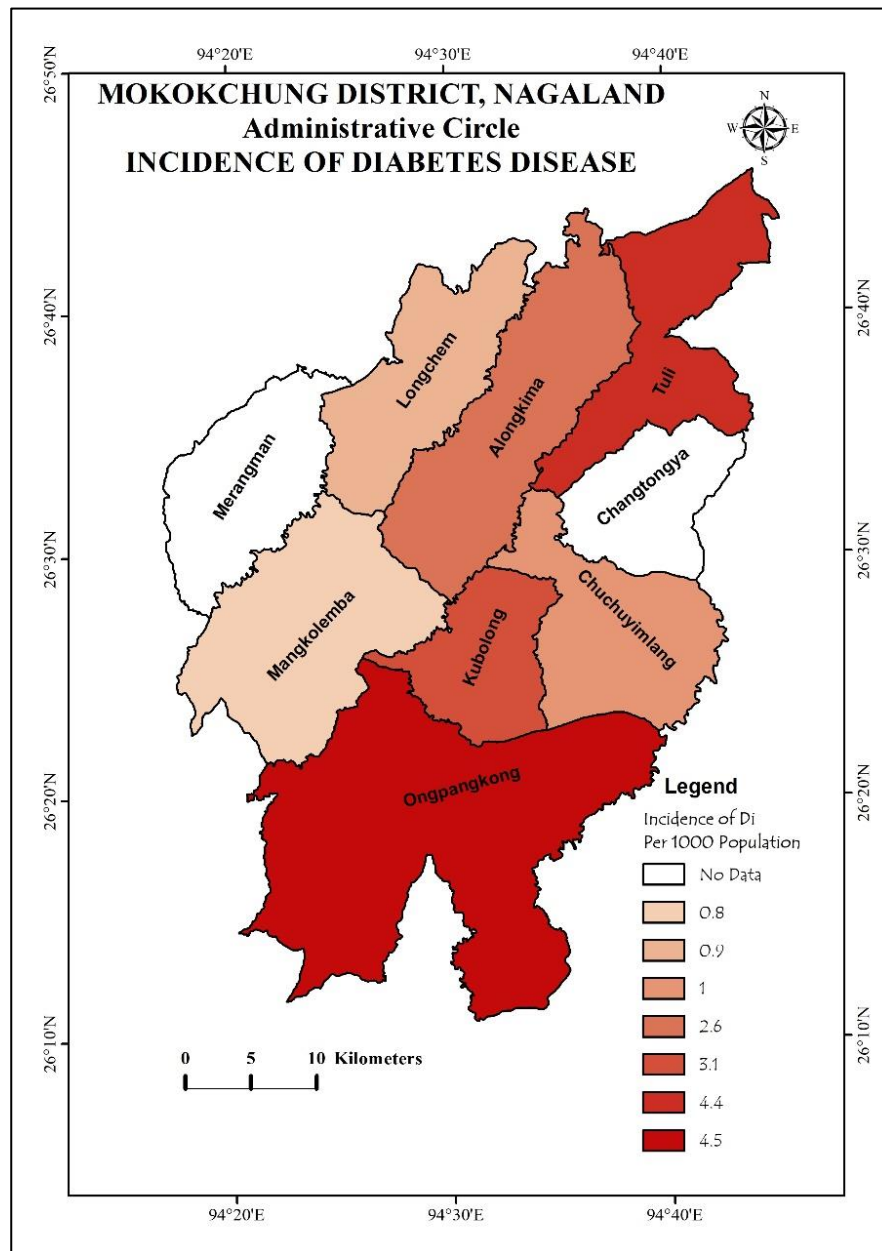 94°20'E 94°30'E 94°40'E
26°50'N
MOKOKCHUNG DISTRICT, NAGALAND
Administrative Circle
INCIDENCE OF DIABETES DISEASE
N
W E
S
26°40'N 26°40'N
Longchem
Alongkima
Tuli
Merangman
Changtongya
26°30'N 26°30'N
Mangkolemba
Kubolong
Chuchuyimlang
Ongpangkong
26°20'N 26°20'N
Legend
Incidence of Di
Per 1000 Population
No Data
0.8
0.9
1
2.6
3.1
4.4
4.5
26°10'N 26°10'N
0 5 10 Kilometers
94°20'E 94°30'E 94°40'E